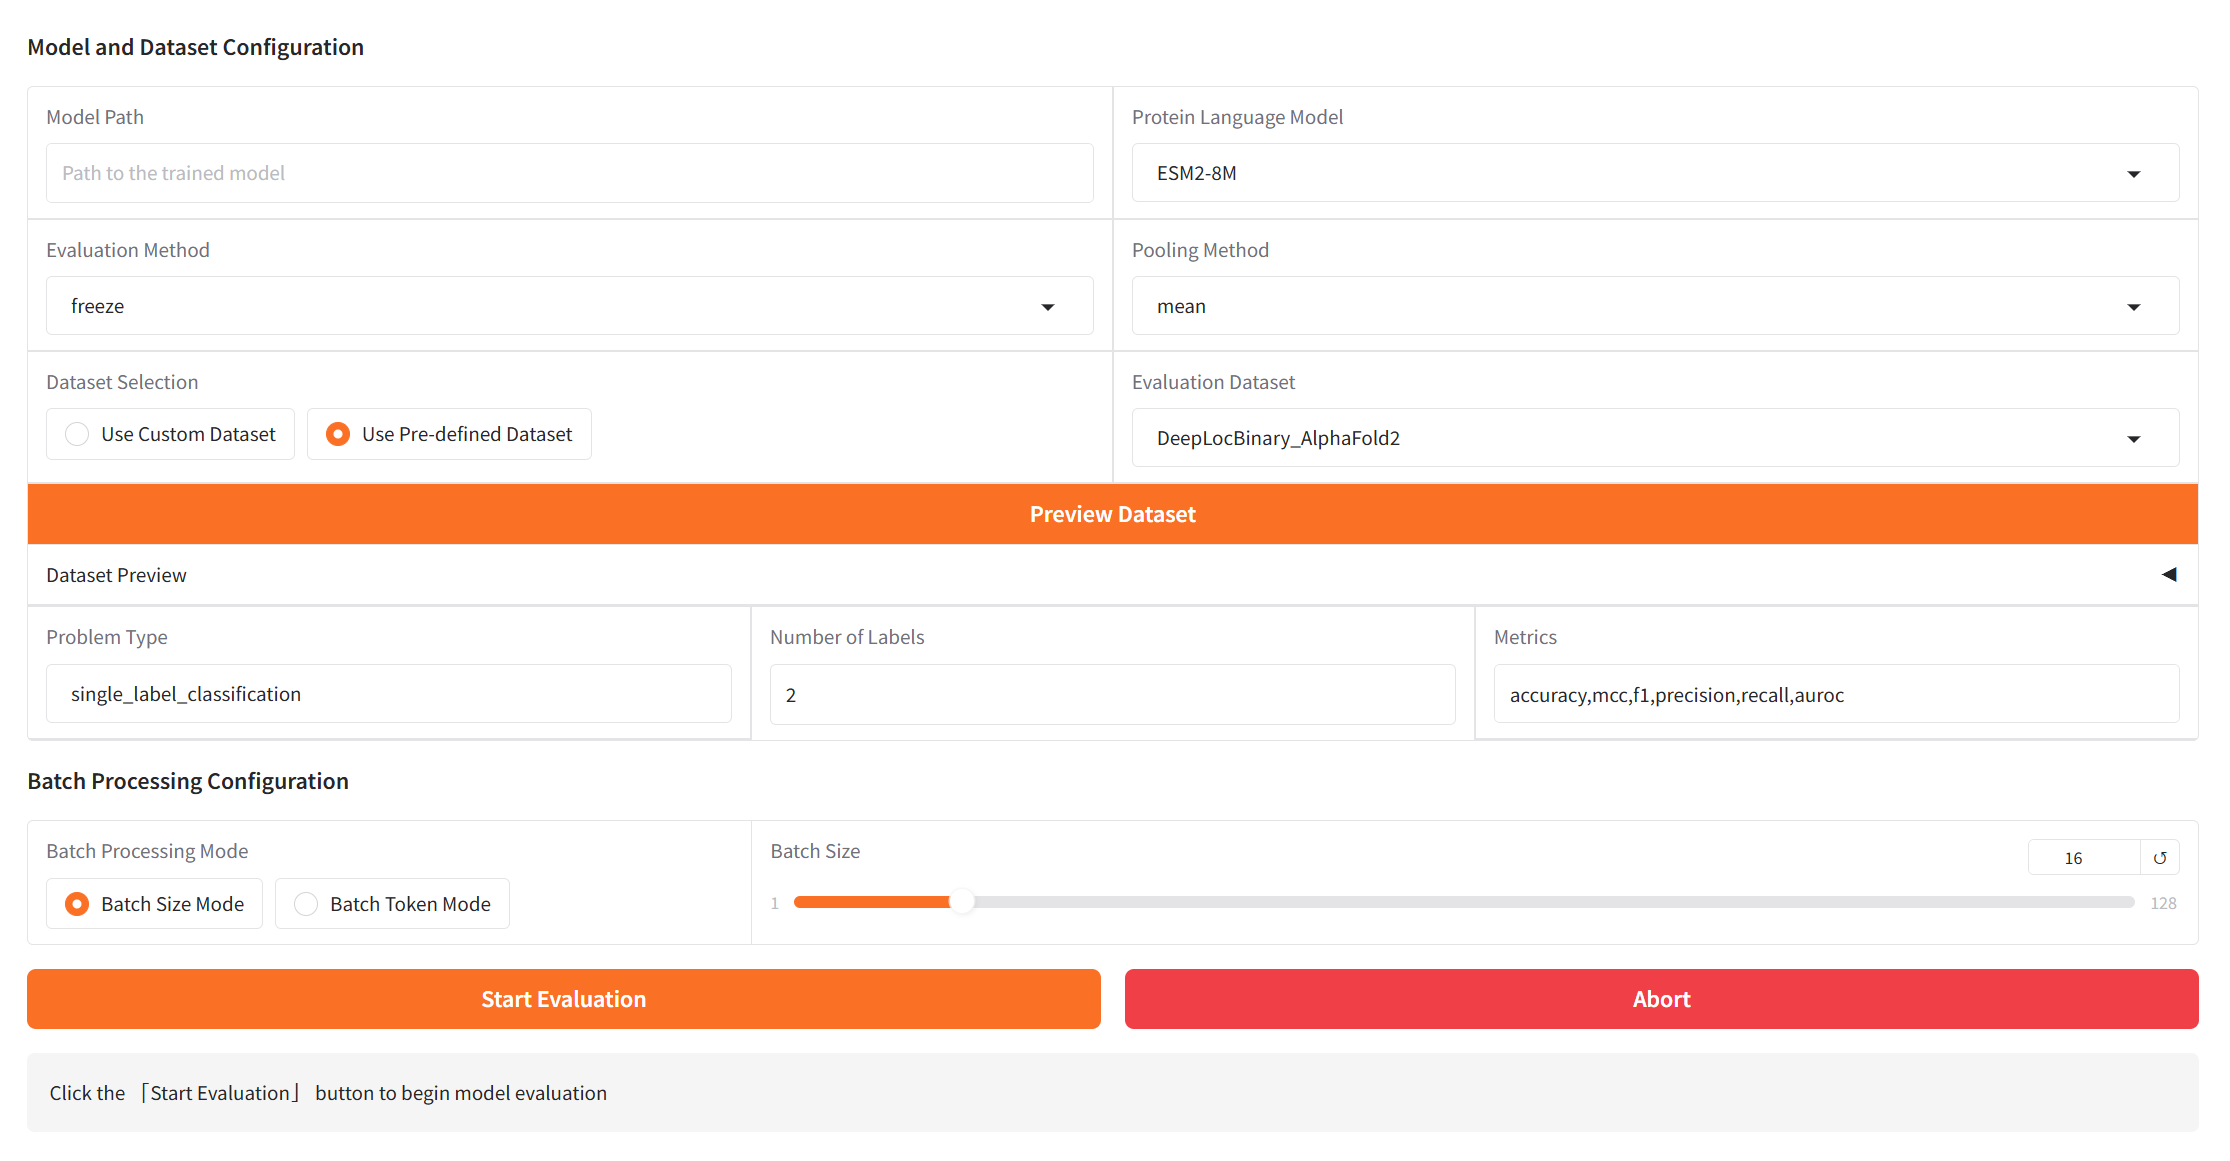 Model and Dataset Configuration
Model Path
Protein Language Model
Path to the trained model
ESM2-8M
Evaluation Method
Pooling Method
freeze
mean
Dataset Selection
Evaluation Dataset
Use Custom Dataset
Use Pre-defined Dataset
DeepLocBinary_AlphaFold2
Preview Dataset
Dataset Preview
Problem Type
Number of Labels
Metrics
single_label_classification
2
accuracy,mcc,f1,precision,recall,auroc
Batch Processing Configuration
Batch Processing Mode
Batch Size
16
Batch Size Mode
Batch Token Mode
1
128
Start Evaluation
Abort
Click the「Start Evaluation」button to begin model evaluation